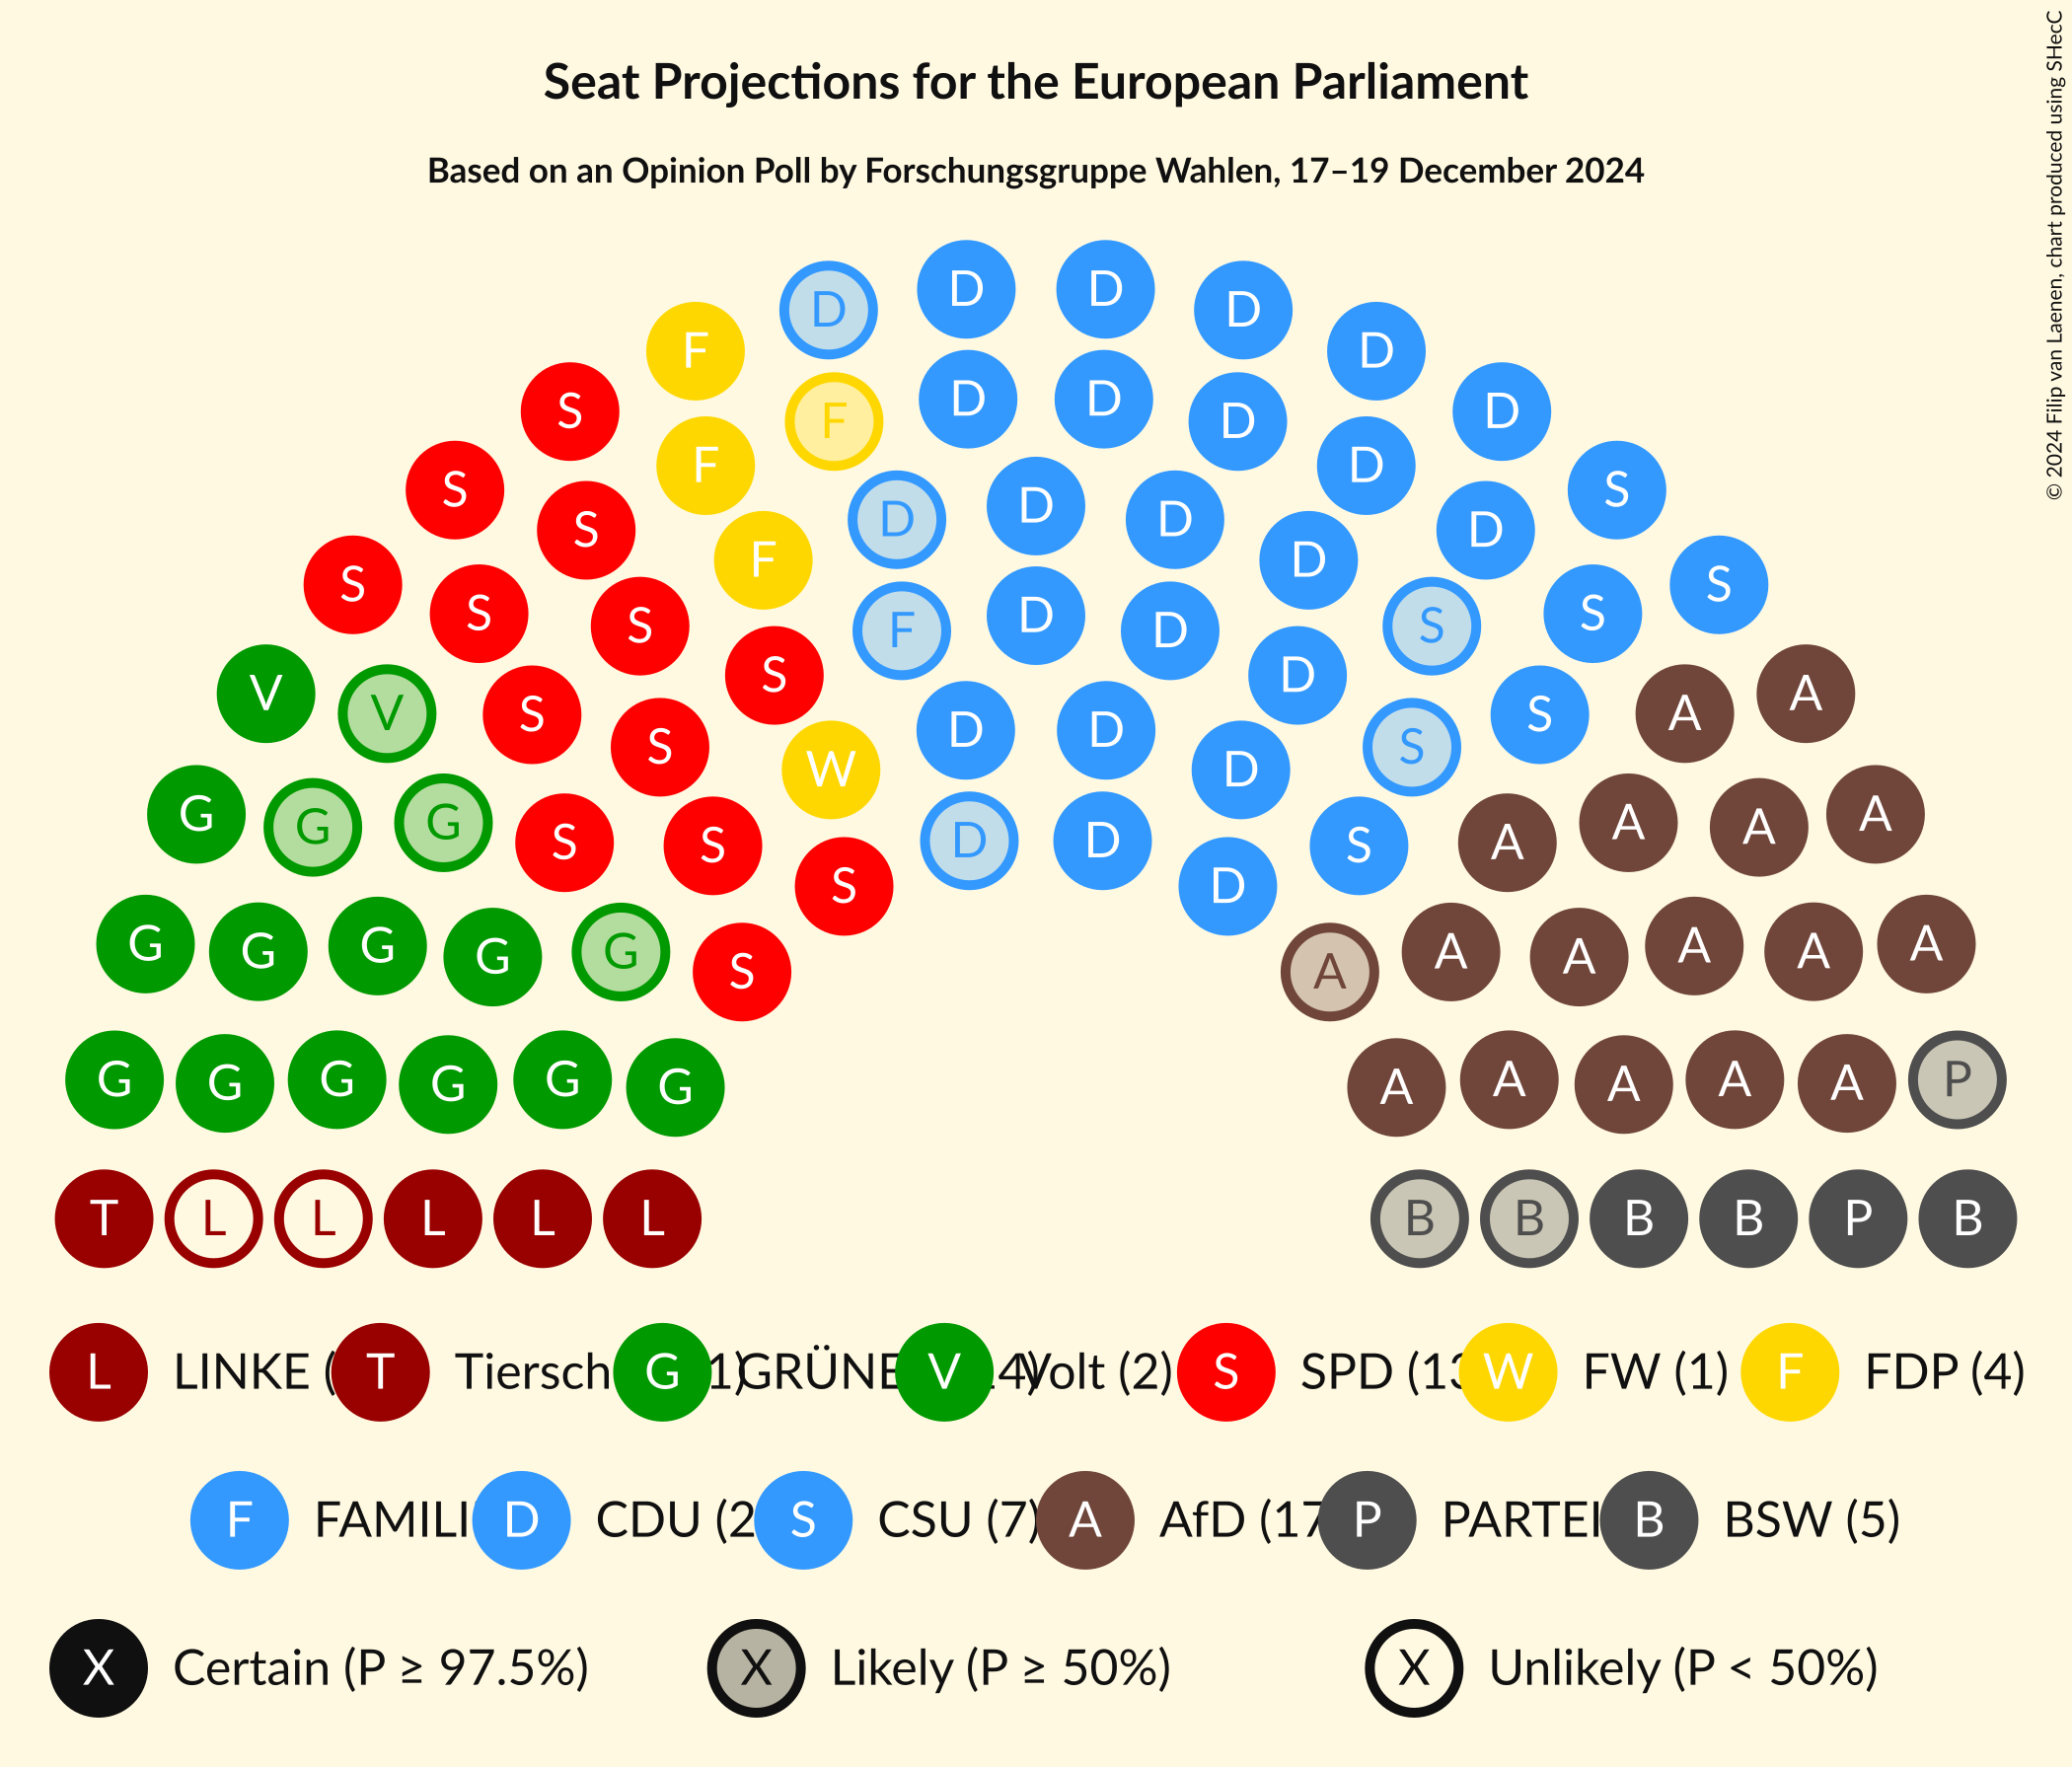 Seat Projections for the European Parliament
Based on an Opinion Poll by Forschungsgruppe Wahlen, 17–19 December 2024
© 2024 Filip van Laenen, chart produced using SHecC
D D D D
F D D
S F D D D D D
S S F D D D D S
S S S F D D D D S S S
V V S S S F D D D D S S A A
G G G S S S W D D D S A A A A
G G G G G S S D D D A A A A A A
G G G G G G A A A A A P
T L L L L L B B B B P B
L LINKE ( T Tiersch G 1) GRÜNE V 4) Volt (2) S SPD (13 W FW (1) F FDP (4)
F FAMILI D CDU (2 S CSU (7) A AfD (17 P PARTEI B BSW (5)
X Certain (P ≥ 97.5%) X Likely (P ≥ 50%) X Unlikely (P < 50%)